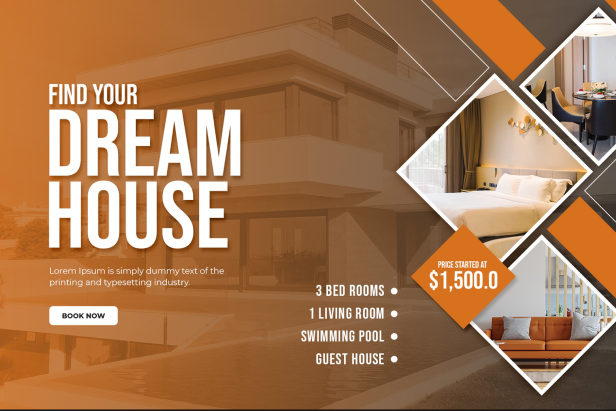 FIND YOUR
DREAM
HOUSE
Lorem Ipsum is simply dummy text of the
printing and typesetting industry.
BOOK NOW
3 BED ROOMS
1 LIVING ROOM
SWIMMING POOL
GUEST HOUSE
PRICE STARTED AT
$1,500.0